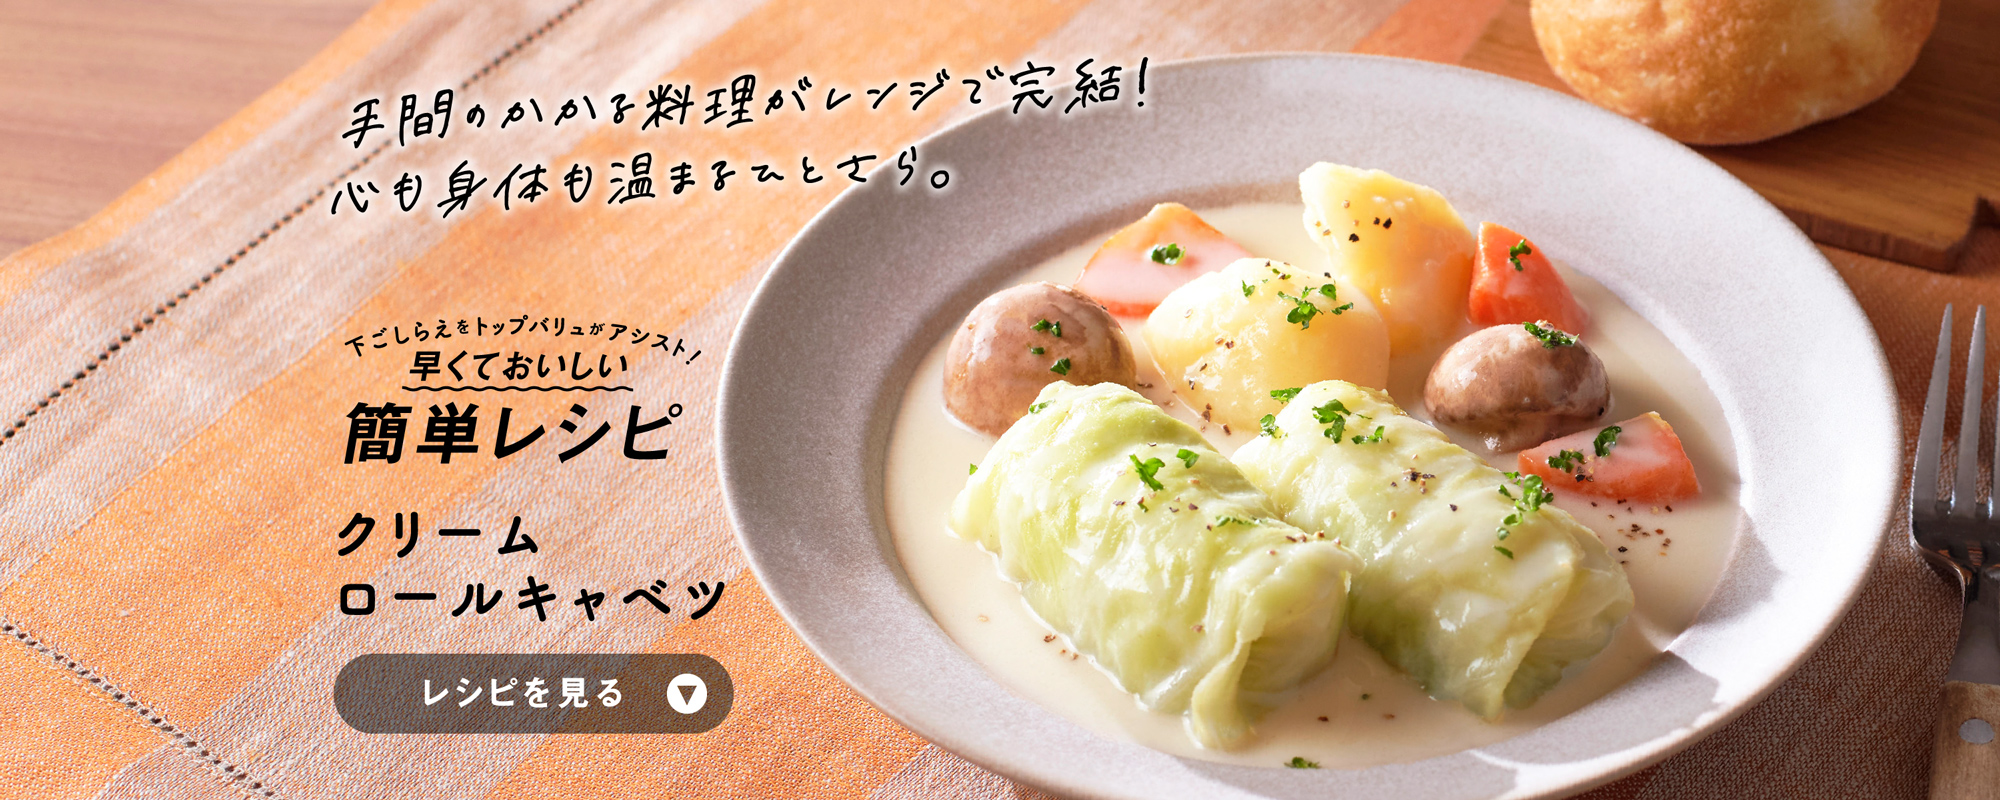 手間のかかる料理がレンジで完結!
心も身体も温まるひとさら。
下ごしらえをトップバリュがアシスト!
早くておいしい
簡単レシピ
クリーム
ロールキャベツ
レシピを見る